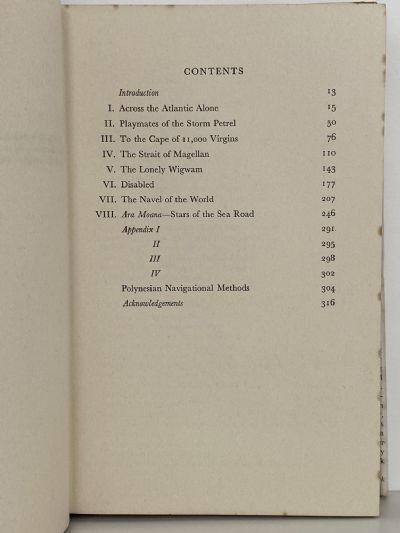 CONTENTS
Introduction 13
I. Across the Atlantic Alone 15
II. Playmates of the Storm Petrel 50
III. To the Cape of 11,000 Virgins 76
IV. The Strait of Magellan 110
V. The Lonely Wigwam 143
VI. Disabled 177
VII. The Navel of the World 207
VIII. Ara Moana—Stars of the Sea Road 246
Appendix I 291
II 295
III 298
IV 302
Polynesian Navigational Methods 304
Acknowledgements 316